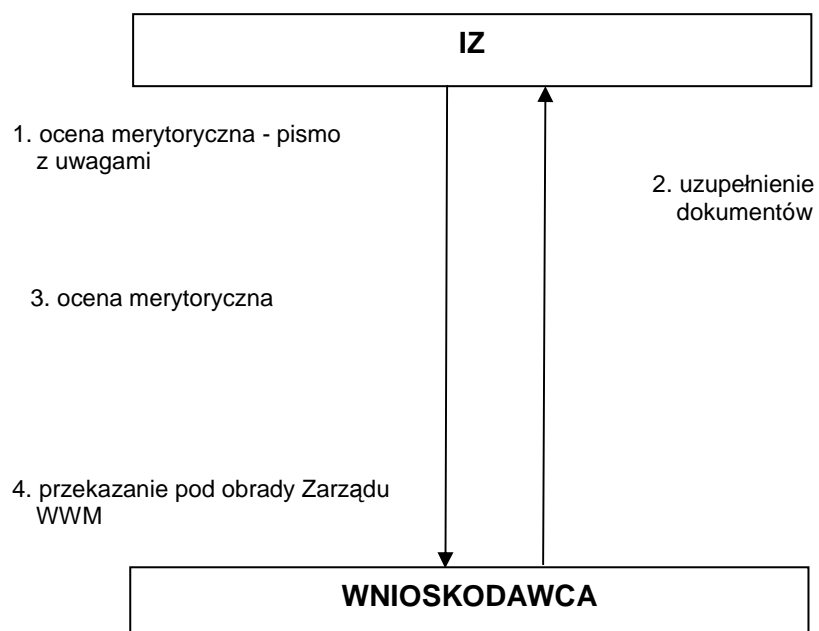 IZ
1. ocena merytoryczna - pismo
z uwagami
2. uzupełnienie
dokumentów
3. ocena merytoryczna
4. przekazanie pod obrady Zarządu
WWM
WNIOSKODAWCA